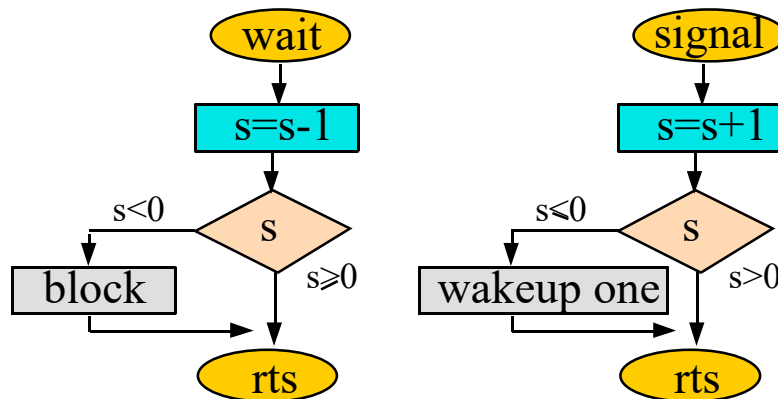 wait
s=s-1
s<0
s
block
s⩾0
rts
signal
s=s+1
s⩽0
s
wakeup one
s>0
rts